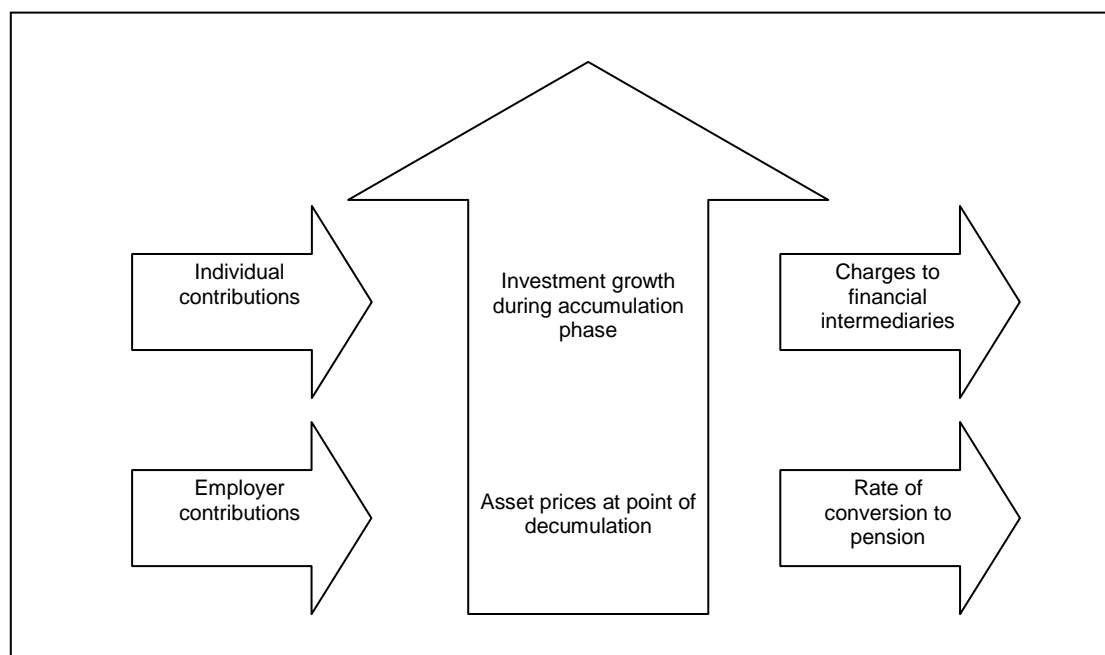 Individual
contributions
Employer
contributions
Investment growth
during accumulation
phase
Asset prices at point of
decumulation
Charges to
financial
intermediaries
Rate of
conversion to
pension